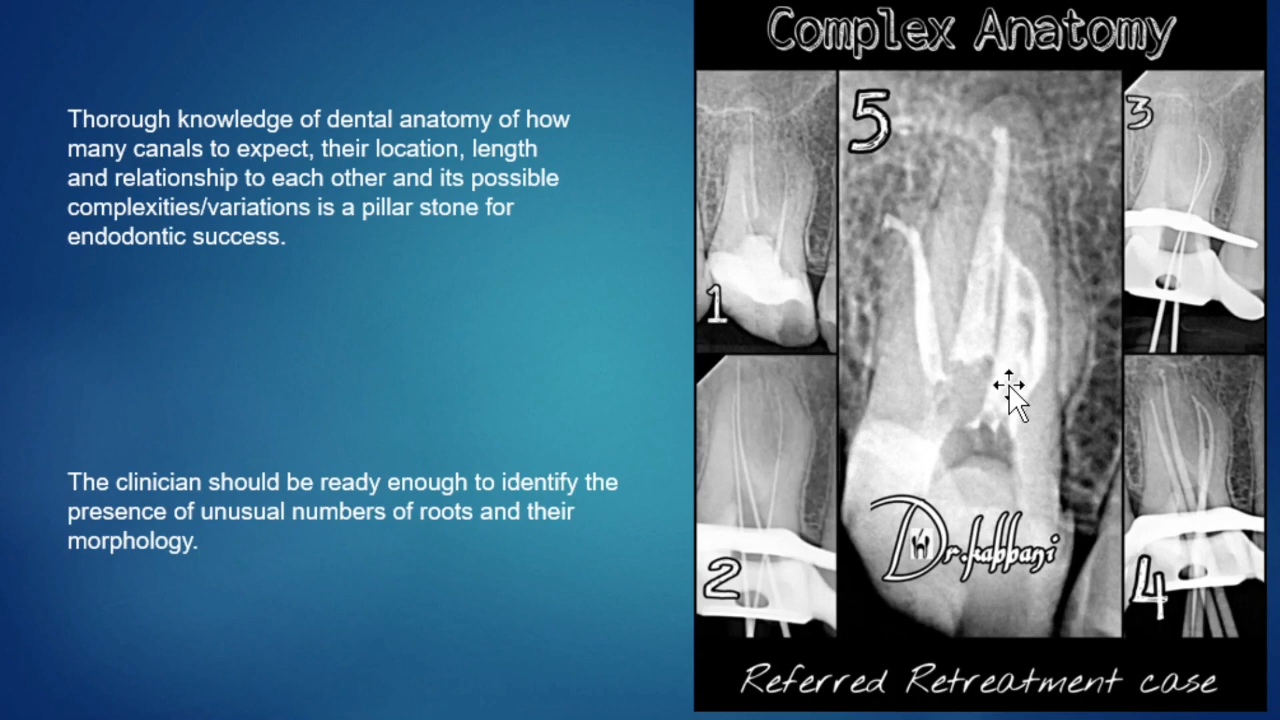 Thorough knowledge of dental anatomy of how
many canals to expect, their location, length
and relationship to each other and its possible
complexities/variations is a pillar stone for
endodontic success.
The clinician should be ready enough to identify the
presence of unusual numbers of roots and their
morphology.
Complex Anatomy
1
2
5
Dr.kabbani
3
4
Referred Retreatment case